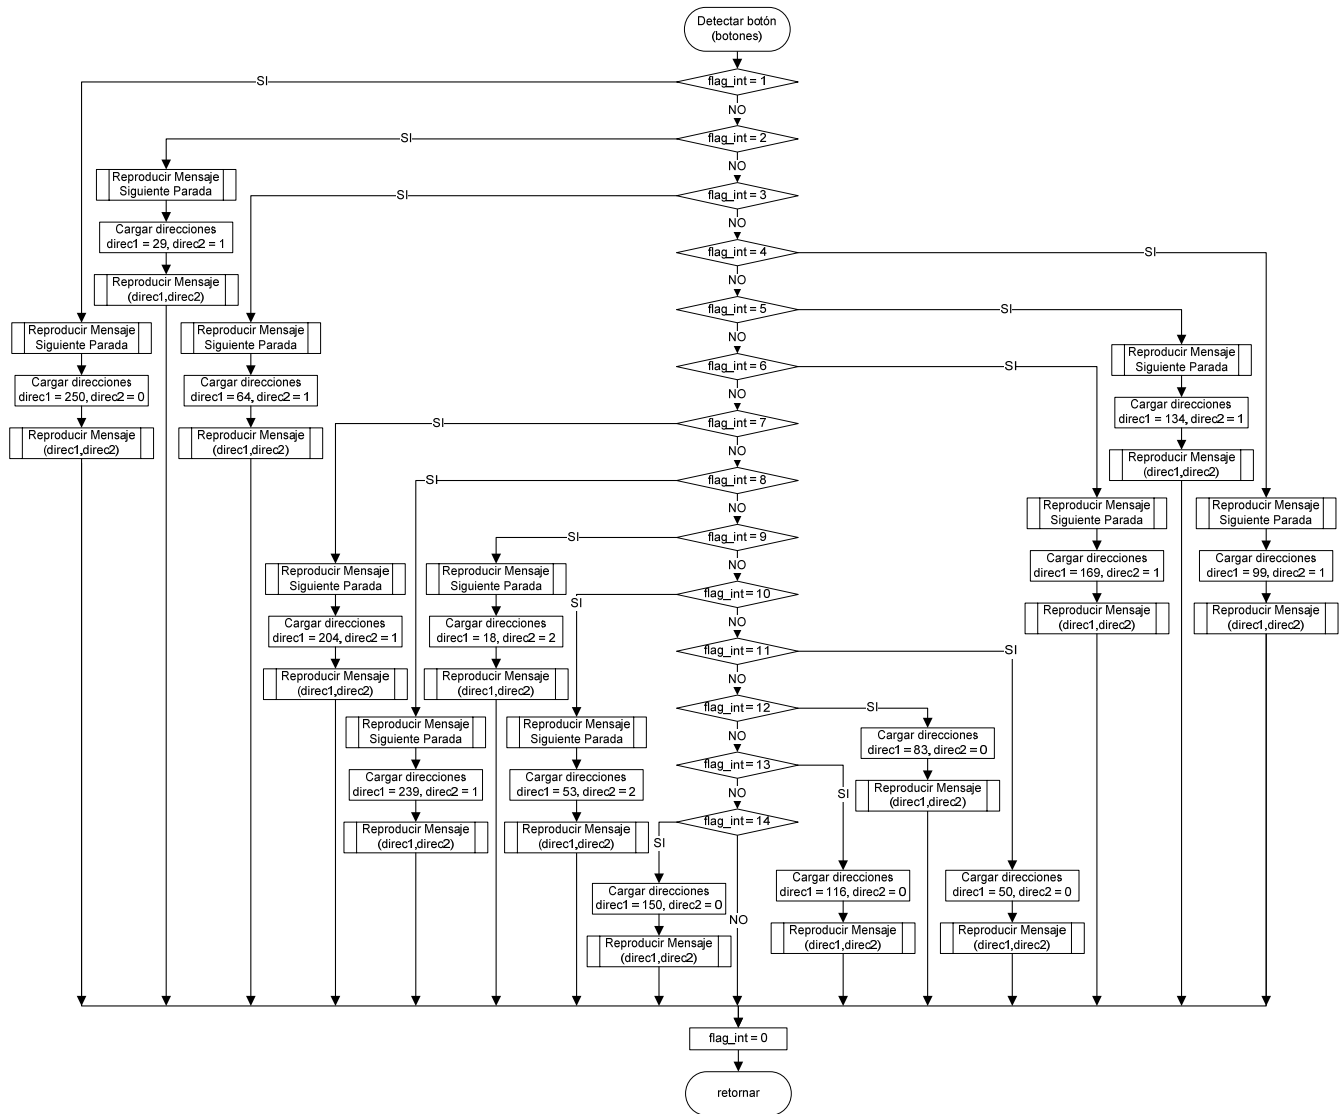 Detectar botón
(botones)
flag_int = 1
SI
NO
flag_int = 2
SI
NO
Reproducir Mensaje
Siguiente Parada
flag_int = 3
SI
NO
Cargar direcciones
direc1 = 29, direc2 = 1
flag_int = 4
SI
NO
Reproducir Mensaje
(direc1,direc2)
flag_int = 5
SI
NO
Reproducir Mensaje
Siguiente Parada
Reproducir Mensaje
Siguiente Parada
Reproducir Mensaje
Siguiente Parada
flag_int = 6
SI
NO
Cargar direcciones
direc1 = 250, direc2 = 0
Cargar direcciones
direc1 = 64, direc2 = 1
Cargar direcciones
direc1 = 134, direc2 = 1
flag_int = 7
SI
NO
Reproducir Mensaje
(direc1,direc2)
Reproducir Mensaje
(direc1,direc2)
Reproducir Mensaje
(direc1,direc2)
flag_int = 8
SI
NO
Reproducir Mensaje
Siguiente Parada
Reproducir Mensaje
Siguiente Parada
flag_int = 9
SI
NO
Cargar direcciones
direc1 = 169, direc2 = 1
Cargar direcciones
direc1 = 99, direc2 = 1
Reproducir Mensaje
Siguiente Parada
Reproducir Mensaje
Siguiente Parada
flag_int = 10
SI
NO
Reproducir Mensaje
(direc1,direc2)
Reproducir Mensaje
(direc1,direc2)
Cargar direcciones
direc1 = 204, direc2 = 1
Cargar direcciones
direc1 = 18, direc2 = 2
flag_int = 11
SI
NO
Reproducir Mensaje
(direc1,direc2)
Reproducir Mensaje
(direc1,direc2)
flag_int = 12
SI
NO
Reproducir Mensaje
Siguiente Parada
Reproducir Mensaje
Siguiente Parada
Cargar direcciones
direc1 = 83, direc2 = 0
flag_int = 13
SI
NO
Cargar direcciones
direc1 = 239, direc2 = 1
Cargar direcciones
direc1 = 53, direc2 = 2
Reproducir Mensaje
(direc1,direc2)
flag_int = 14
SI
NO
Reproducir Mensaje
(direc1,direc2)
Reproducir Mensaje
(direc1,direc2)
Cargar direcciones
direc1 = 150, direc2 = 0
Cargar direcciones
direc1 = 116, direc2 = 0
Cargar direcciones
direc1 = 50, direc2 = 0
Reproducir Mensaje
(direc1,direc2)
Reproducir Mensaje
(direc1,direc2)
Reproducir Mensaje
(direc1,direc2)
flag_int = 0
retornar